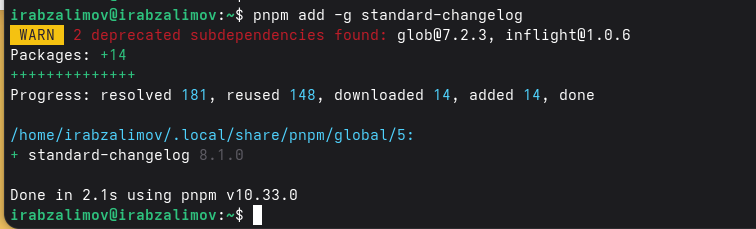 irabzalimov@irabzalimov:~$ pnpm add -g standard-changelog
WARN 2 deprecated subdependencies found: glob@7.2.3, inflight@1.0.6
Packages: +14
++++++++++++++
Progress: resolved 181, reused 148, downloaded 14, added 14, done
/home/irabzalimov/.local/share/pnpm/global/5:
+ standard-changelog 8.1.0
Done in 2.1s using pnpm v10.33.0
irabzalimov@irabzalimov:~$